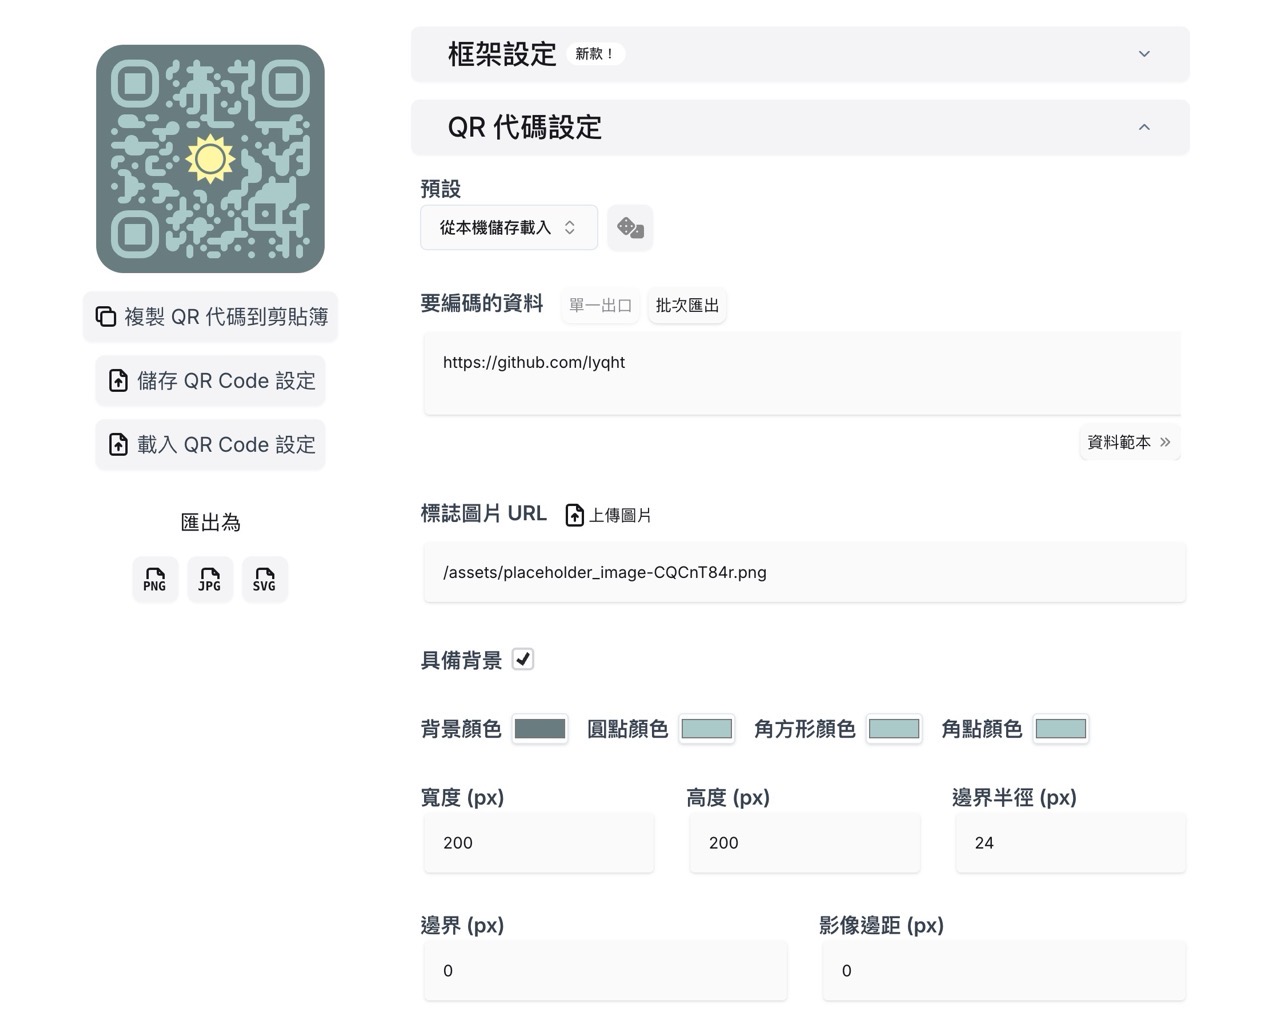 框架設定 新款！
QR 代碼設定
預設
從本機儲存載入
要編碼的資料 單一出口 批次匯出
https://github.com/lyqht
資料範本 »
標誌圖片 URL 上傳圖片
/assets/placeholder_image-CQCnT84r.png
具備背景
背景顏色 圓點顏色 角方形顏色 角點顏色
寬度 (px) 高度 (px) 邊界半徑 (px)
200 200 24
邊界 (px) 影像邊距 (px)
0 0
複製 QR 代碼到剪貼簿
儲存 QR Code 設定
載入 QR Code 設定
匯出為
PNG JPG SVG